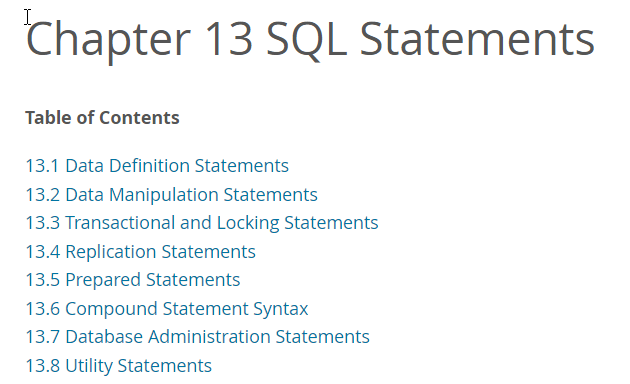 Chapter 13 SQL Statements
Table of Contents
13.1 Data Definition Statements
13.2 Data Manipulation Statements
13.3 Transactional and Locking Statements
13.4 Replication Statements
13.5 Prepared Statements
13.6 Compound Statement Syntax
13.7 Database Administration Statements
13.8 Utility Statements